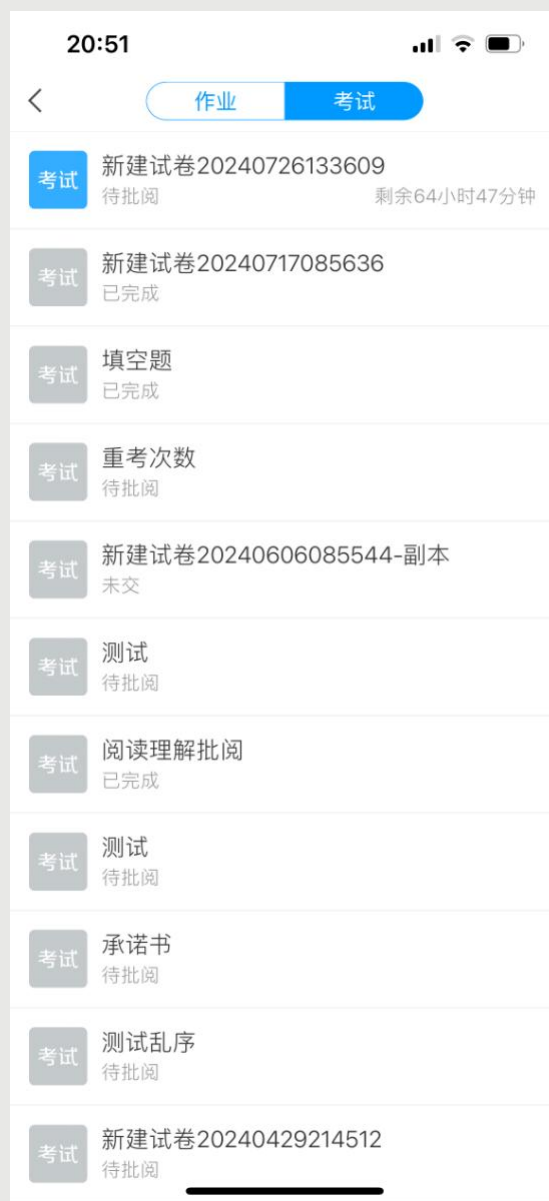 20:51
作业 考试
考试
新建试卷20240726133609
待批阅 剩余64小时47分钟
考试
新建试卷20240717085636
已完成
考试
填空题
已完成
考试
重考次数
待批阅
考试
新建试卷20240606085544-副本
未交
考试
测试
待批阅
考试
阅读理解批阅
已完成
考试
测试
待批阅
考试
承诺书
待批阅
考试
测试乱序
待批阅
考试
新建试卷20240429214512
待批阅